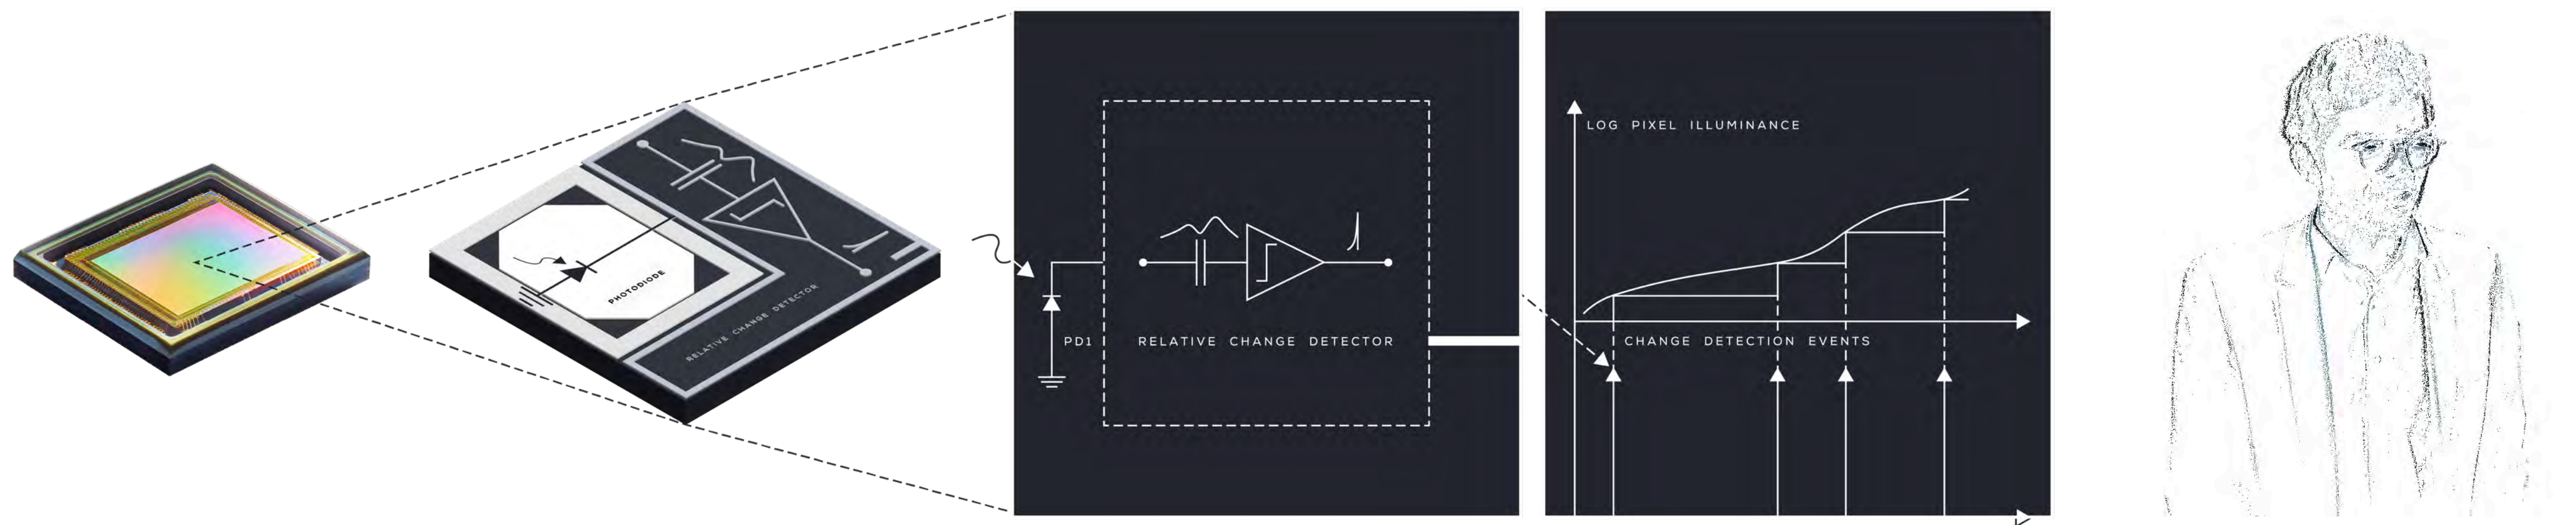 PHOTODIODE
RELATIVE CHANGE DETECTOR
PD1
RELATIVE CHANGE DETECTOR
LOG PIXEL ILLUMINANCE
CHANGE DETECTION EVENTS